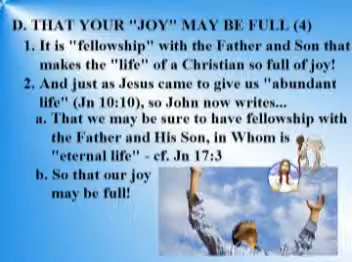 D. THAT YOUR "JOY" MAY BE FULL (4)
1. It is "fellowship" with the Father and Son that
makes the "life" of a Christian so full of joy!
2. And just as Jesus came to give us "abundant
life" (Jn 10:10), so John now writes...
a. That we may be sure to have fellowship with
the Father and His Son, in Whom is
"eternal life" - cf. Jn 17:3
b. So that our joy
may be full!